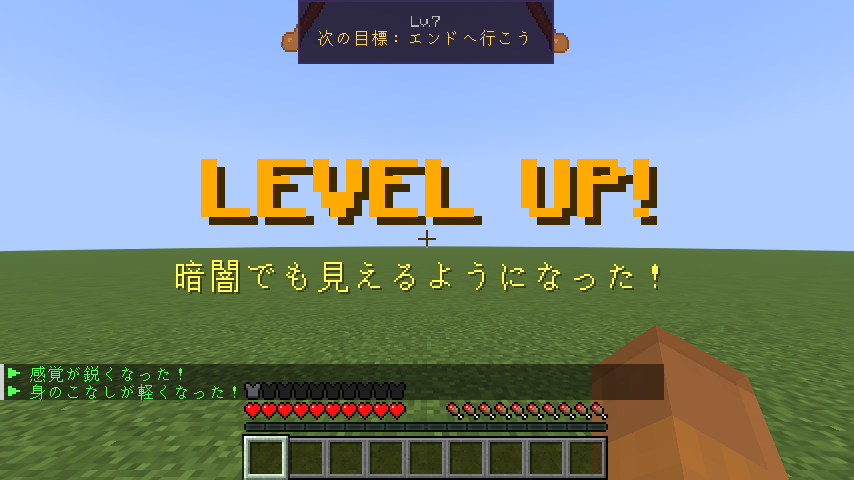 Lv.7
次の目標：エンドへ行こう
LEVEL UP!
暗闇でも見えるようになった！
感覚が鋭くなった！
身のこなしが軽くなった！